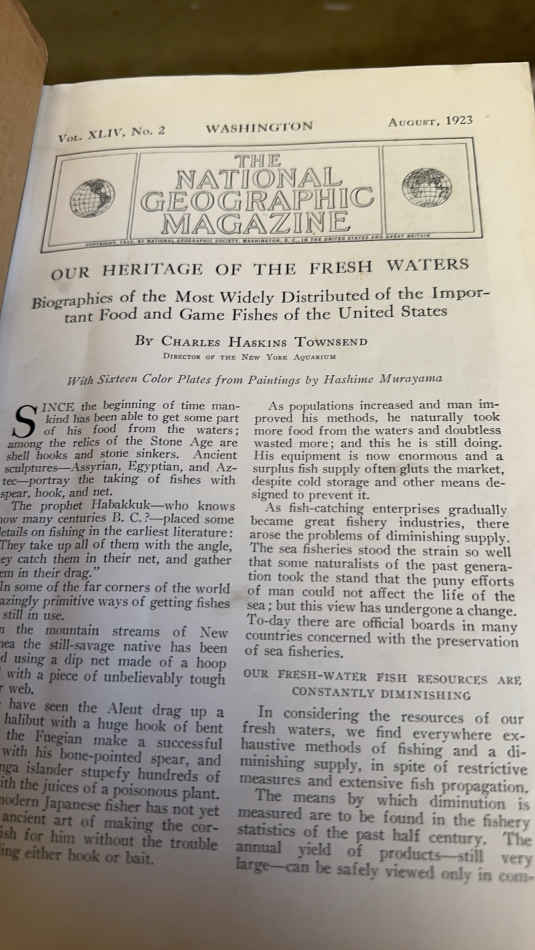 VOL. XLIV, No. 2 WASHINGTON AUGUST, 1923
THE
NATIONAL
GEOGRAPHIC
MAGAZINE
COPYRIGHT, 1923, BY NATIONAL GEOGRAPHIC SOCIETY, WASHINGTON, D. C., IN THE UNITED STATES AND GREAT BRITAIN
OUR HERITAGE OF THE FRESH WATERS
Biographies of the Most Widely Distributed of the Impor-
tant Food and Game Fishes of the United States
BY CHARLES HASKINS TOWNSEND
DIRECTOR OF THE NEW YORK AQUARIUM
With Sixteen Color Plates from Paintings by Hashime Murayama
SINCE the beginning of time man-
kind has been able to get some part
of his food from the waters;
among the relics of the Stone Age are
shell hooks and stone sinkers. Ancient
sculptures—Assyrian, Egyptian, and Az-
tec—portray the taking of fishes with
spear, hook, and net.
The prophet Habakkuk—who knows
how many centuries B. C.?—placed some
details on fishing in the earliest literature:
They take up all of them with the angle,
ey catch them in their net, and gather
em in their drag."
In some of the far corners of the world
azingly primitive ways of getting fishes
still in use.
n the mountain streams of New
nea the still-savage native has been
d using a dip net made of a hoop
with a piece of unbelievably tough
r web.
have seen the Aleut drag up a
halibut with a huge hook of bent
the Fuegian make a successful
with his bone-pointed spear, and
nga islander stupefy hundreds of
ith the juices of a poisonous plant.
modern Japanese fisher has not yet
ancient art of making the cor-
ish for him without the trouble
ing either hook or bait.
As populations increased and man im-
proved his methods, he naturally took
more food from the waters and doubtless
wasted more; and this he is still doing.
His equipment is now enormous and a
surplus fish supply often gluts the market,
despite cold storage and other means de-
signed to prevent it.
As fish-catching enterprises gradually
became great fishery industries, there
arose the problems of diminishing supply.
The sea fisheries stood the strain so well
that some naturalists of the past genera-
tion took the stand that the puny efforts
of man could not affect the life of the
sea; but this view has undergone a change.
To-day there are official boards in many
countries concerned with the preservation
of sea fisheries.
OUR FRESH-WATER FISH RESOURCES ARE
CONSTANTLY DIMINISHING
In considering the resources of our
fresh waters, we find everywhere ex-
haustive methods of fishing and a di-
minishing supply, in spite of restrictive
measures and extensive fish propagation.
The means by which diminution is
measured are to be found in the fishery
statistics of the past half century. The
annual yield of products—still very
large—can be safely viewed only in com-